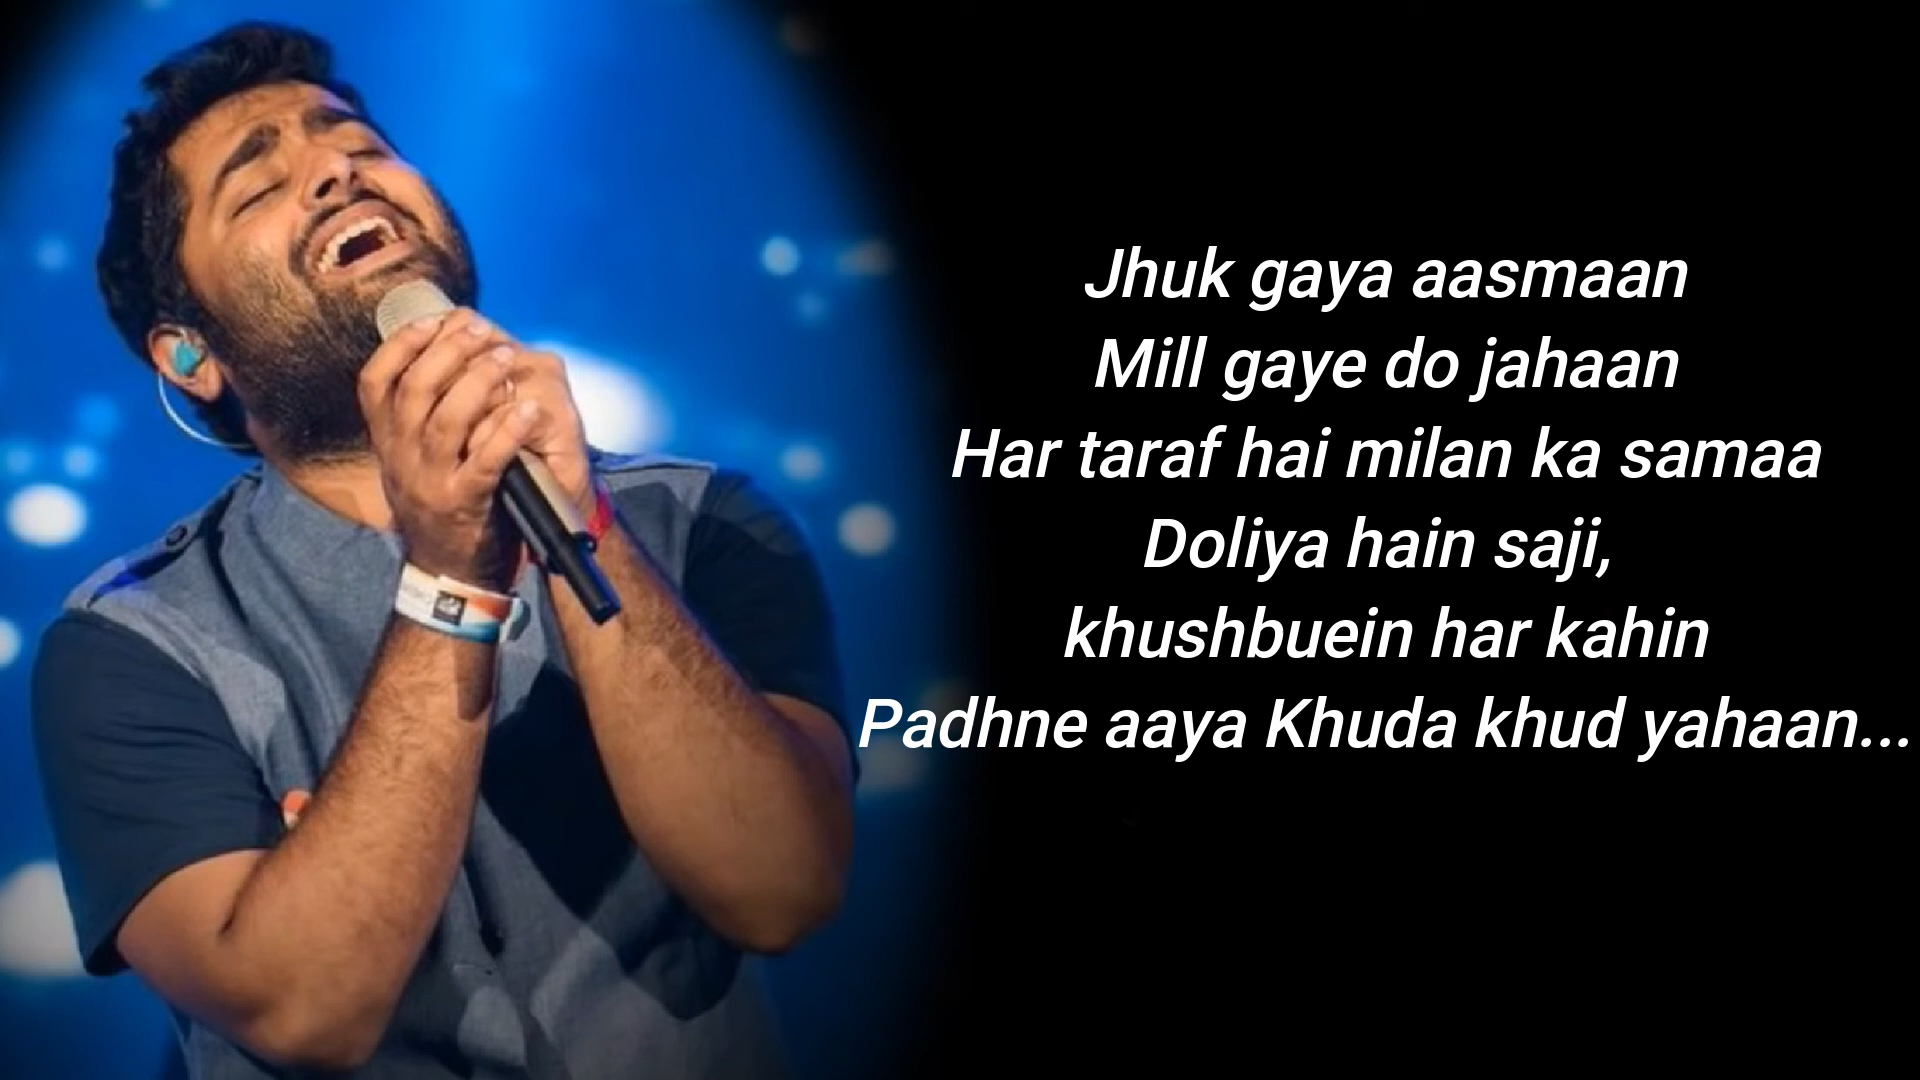 Jhuk gaya aasmaan
Mill gaye do jahaan
Har taraf hai milan ka samaa
Doliya hain saji,
khushbuein har kahin
Padhne aaya Khuda khud yahaan...